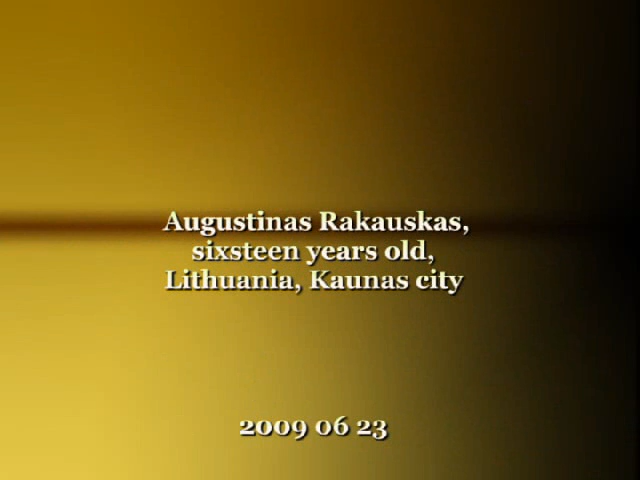 Augustinas Rakauskas,
sixsteen years old,
Lithuania, Kaunas city
2009 06 23